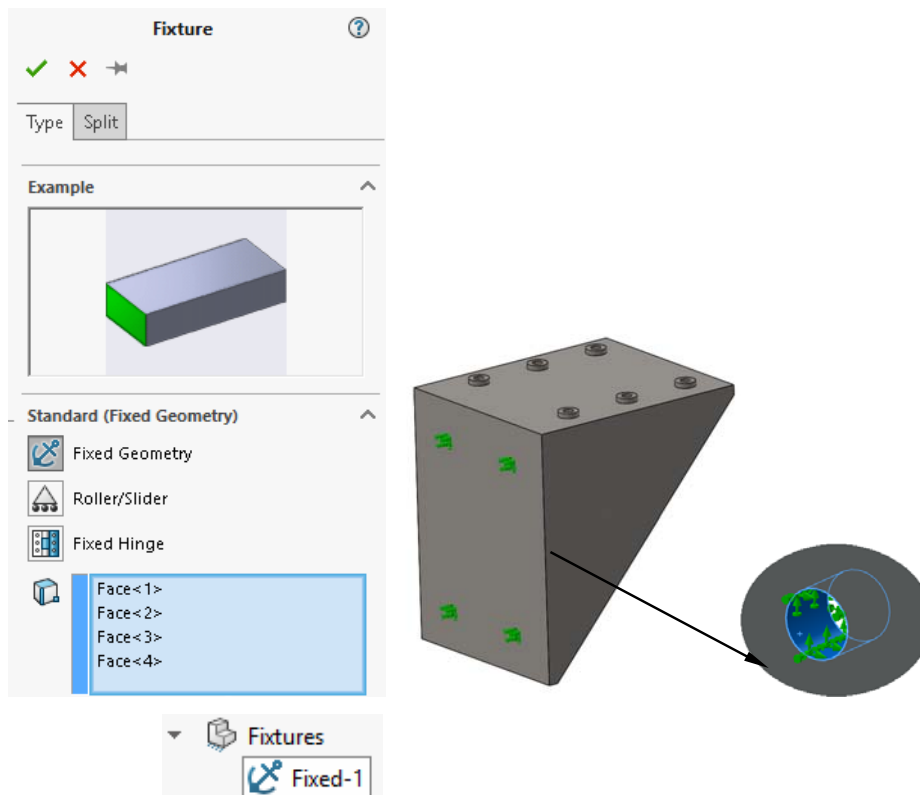 Fixture
Type Split
Example
Standard (Fixed Geometry)
Fixed Geometry
Roller/Slider
Fixed Hinge
Face<1>
Face<2>
Face<3>
Face<4>
Fixtures
Fixed-1